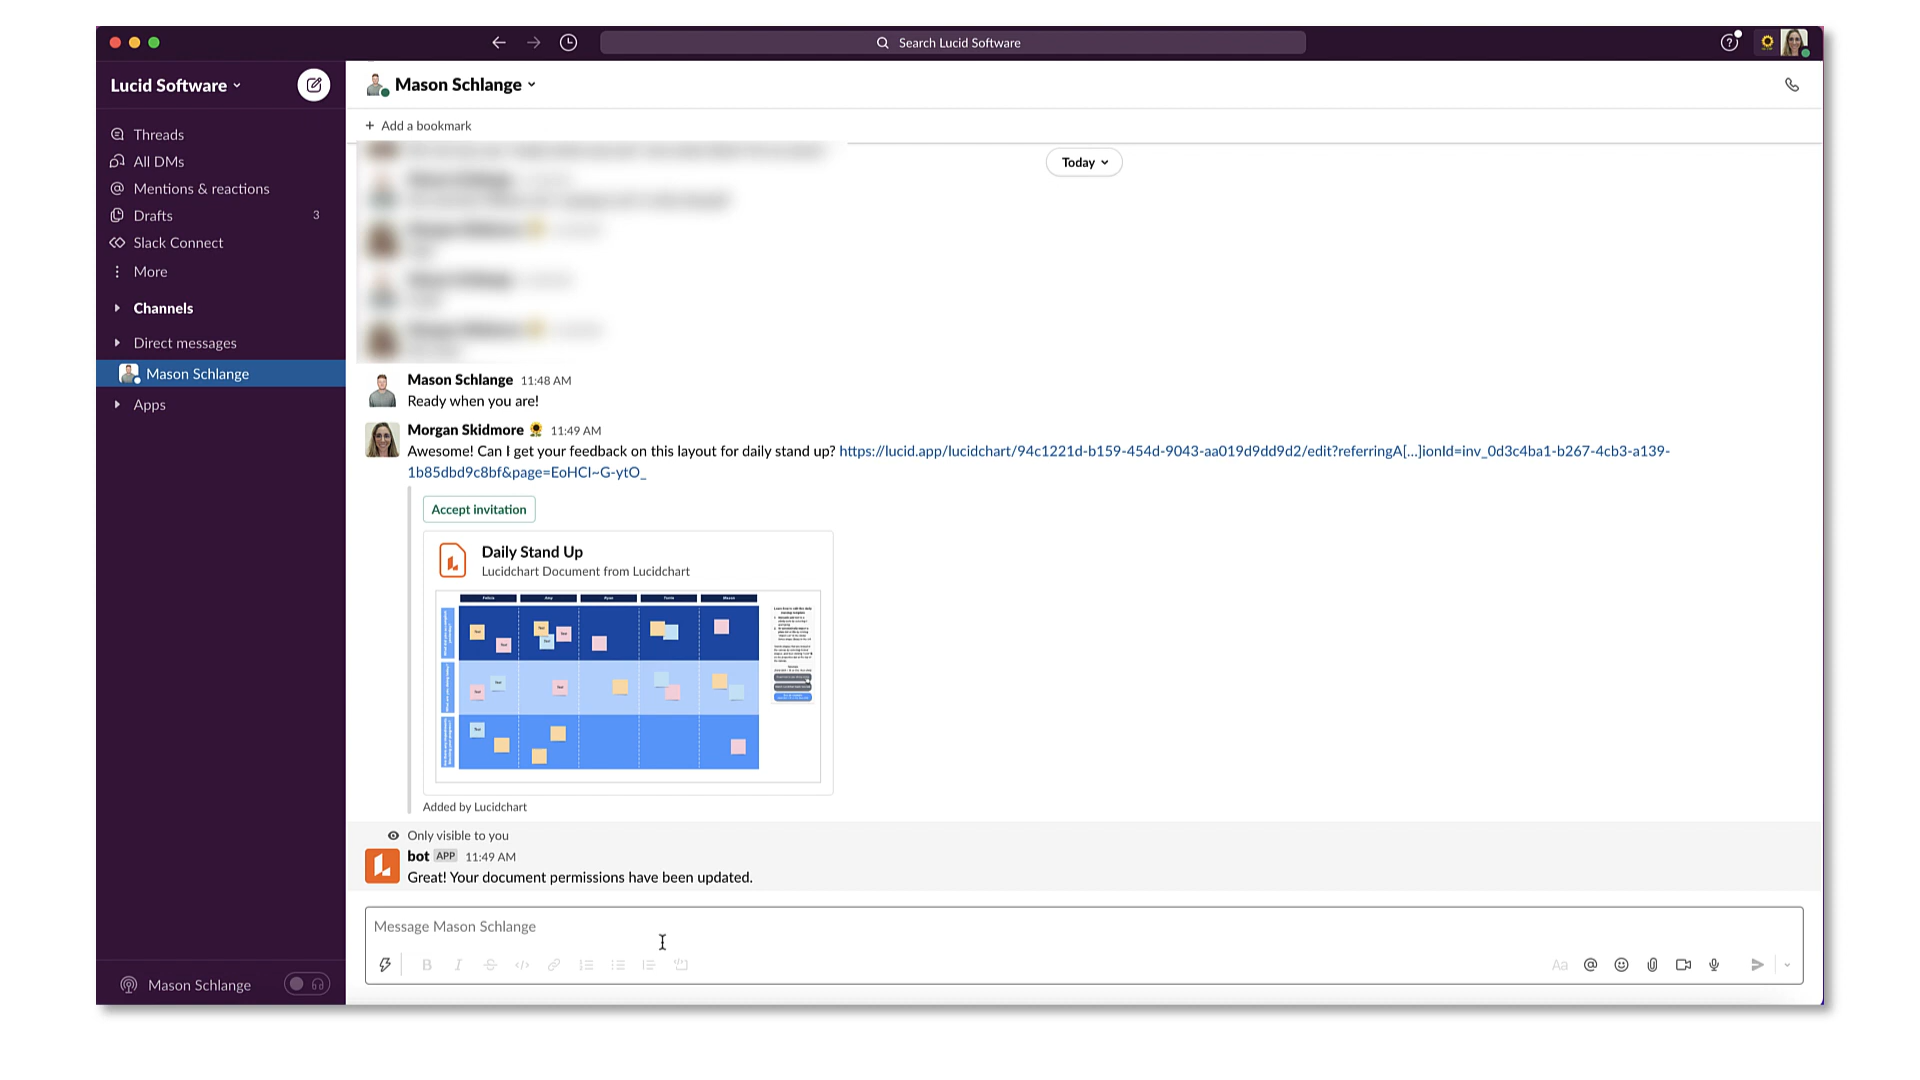 Search Lucid Software
Lucid Software
Mason Schlange
Threads
Add a bookmark
All DMs
Today
Mentions & reactions
Drafts 3
Slack Connect
More
Channels
Direct messages
Mason Schlange
Apps
Mason Schlange 11:48 AM
Ready when you are!
Morgan Skidmore 11:49 AM
Awesome! Can I get your feedback on this layout for daily stand up? https://lucid.app/lucidchart/94c1221d-b159-454d-9043-aa019d9dd9d2/edit?referringA[...]ionId=inv_0d3c4ba1-b267-4cb3-a139-
1b85dbd9c8bf&page=EoHCI~G-ytO_
Accept invitation
Daily Stand Up
Lucidchart Document from Lucidchart
Added by Lucidchart
Only visible to you
bot APP 11:49 AM
Great! Your document permissions have been updated.
Message Mason Schlange
Mason Schlange